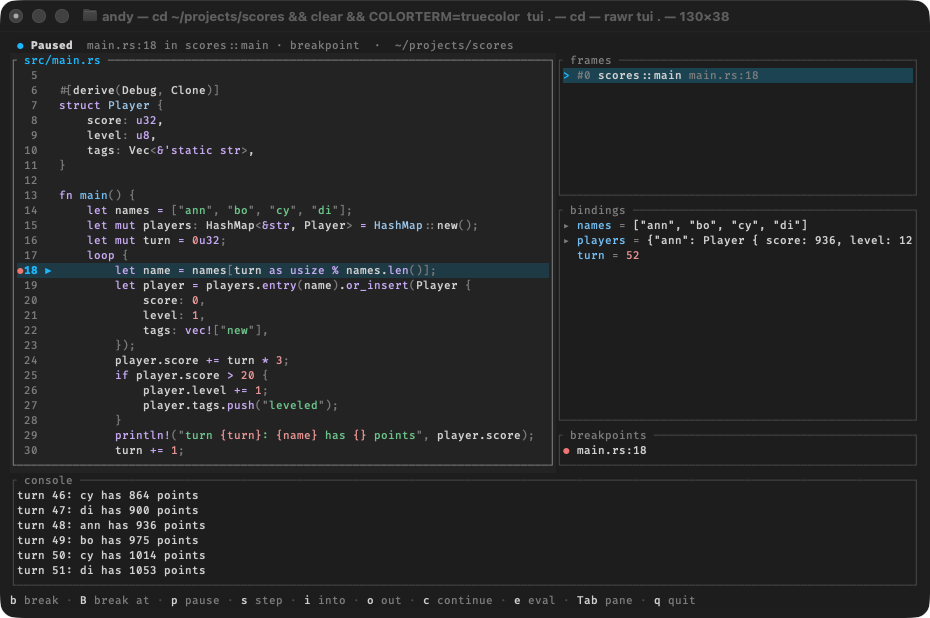 andy — cd ~/projects/scores && clear && COLORTERM=truecolor tui . — cd — rawr tui . — 130×38
● Paused main.rs:18 in scores::main · breakpoint · ~/projects/scores
src/main.rs
5
6 #[derive(Debug, Clone)]
7 struct Player {
8 score: u32,
9 level: u8,
10 tags: Vec<&'static str>,
11 }
12
13 fn main() {
14 let names = ["ann", "bo", "cy", "di"];
15 let mut players: HashMap<&str, Player> = HashMap::new();
16 let mut turn = 0u32;
17 loop {
●18 ▶ let name = names[turn as usize % names.len()];
19 let player = players.entry(name).or_insert(Player {
20 score: 0,
21 level: 1,
22 tags: vec!["new"],
23 });
24 player.score += turn * 3;
25 if player.score > 20 {
26 player.level += 1;
27 player.tags.push("leveled");
28 }
29 println!("turn {turn}: {name} has {} points", player.score);
30 turn += 1;
frames
> #0 scores::main main.rs:18
bindings
▸ names = ["ann", "bo", "cy", "di"]
▸ players = {"ann": Player { score: 936, level: 12
turn = 52
breakpoints
● main.rs:18
console
turn 46: cy has 864 points
turn 47: di has 900 points
turn 48: ann has 936 points
turn 49: bo has 975 points
turn 50: cy has 1014 points
turn 51: di has 1053 points
b break · B break at · p pause · s step · i into · o out · c continue · e eval · Tab pane · q quit